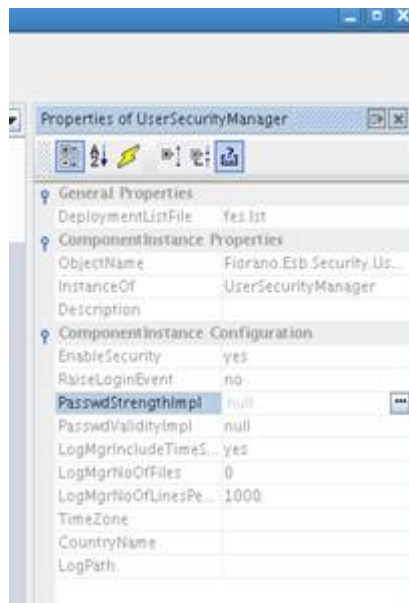 Properties of UserSecurityManager
General Properties
DeploymentListFile fes.lst
ComponentInstance Properties
ObjectName Fiorano.Esb.Security.Us...
InstanceOf UserSecurityManager
Description
ComponentInstance Configuration
EnableSecurity yes
RaiseLoginEvent no
PasswdStrengthImpl null
PasswdValidityImpl null
LogMgrIncludeTimeS... yes
LogMgrNoOfFiles 0
LogMgrNoOfLinesPe... 1000
TimeZone
CountryName
LogPath